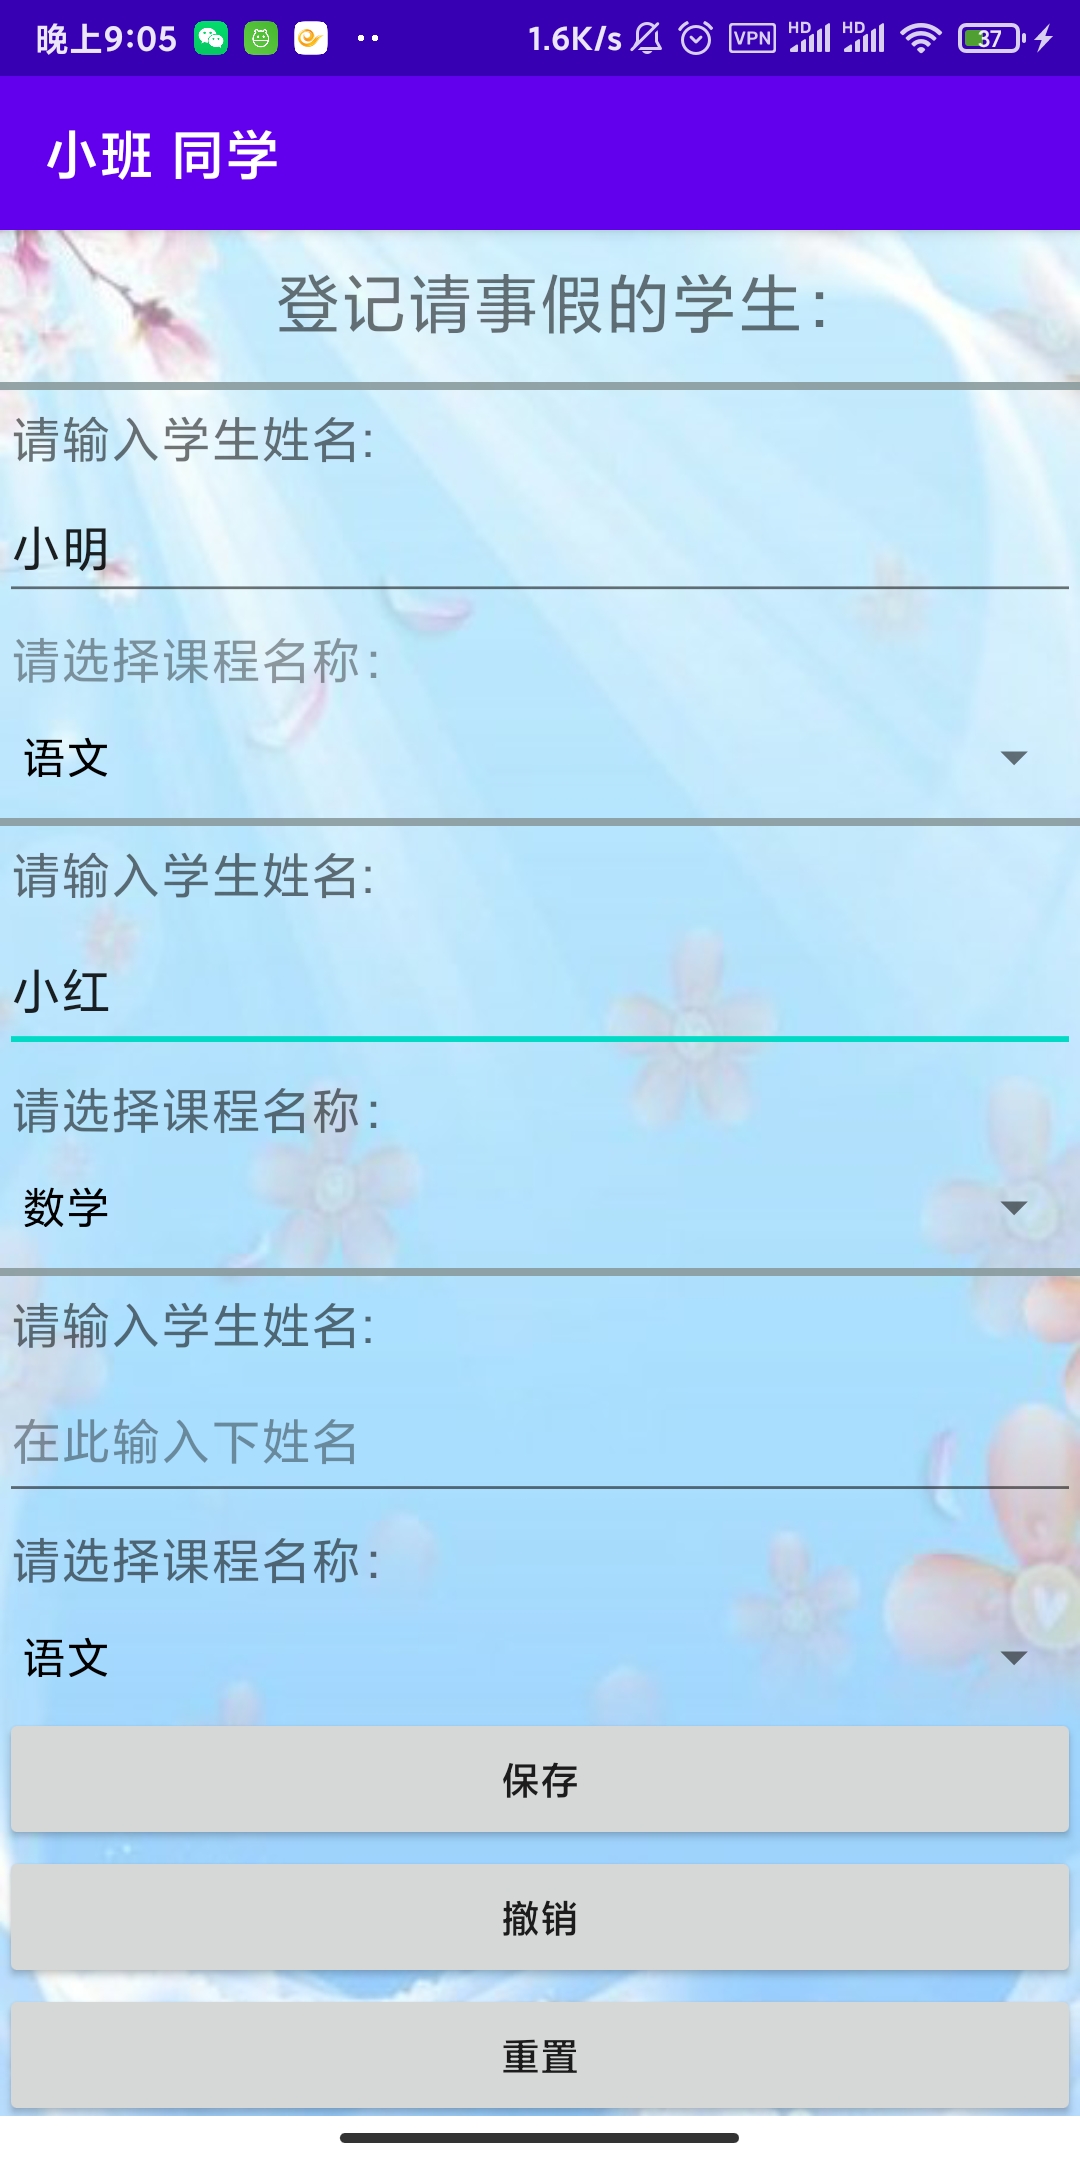 晚上9:05 1.6K/s VPN HD HD 37
小班 同学
登记请事假的学生：
请输入学生姓名:
小明
请选择课程名称：
语文
请输入学生姓名:
小红
请选择课程名称：
数学
请输入学生姓名:
在此输入下姓名
请选择课程名称：
语文
保存
撤销
重置